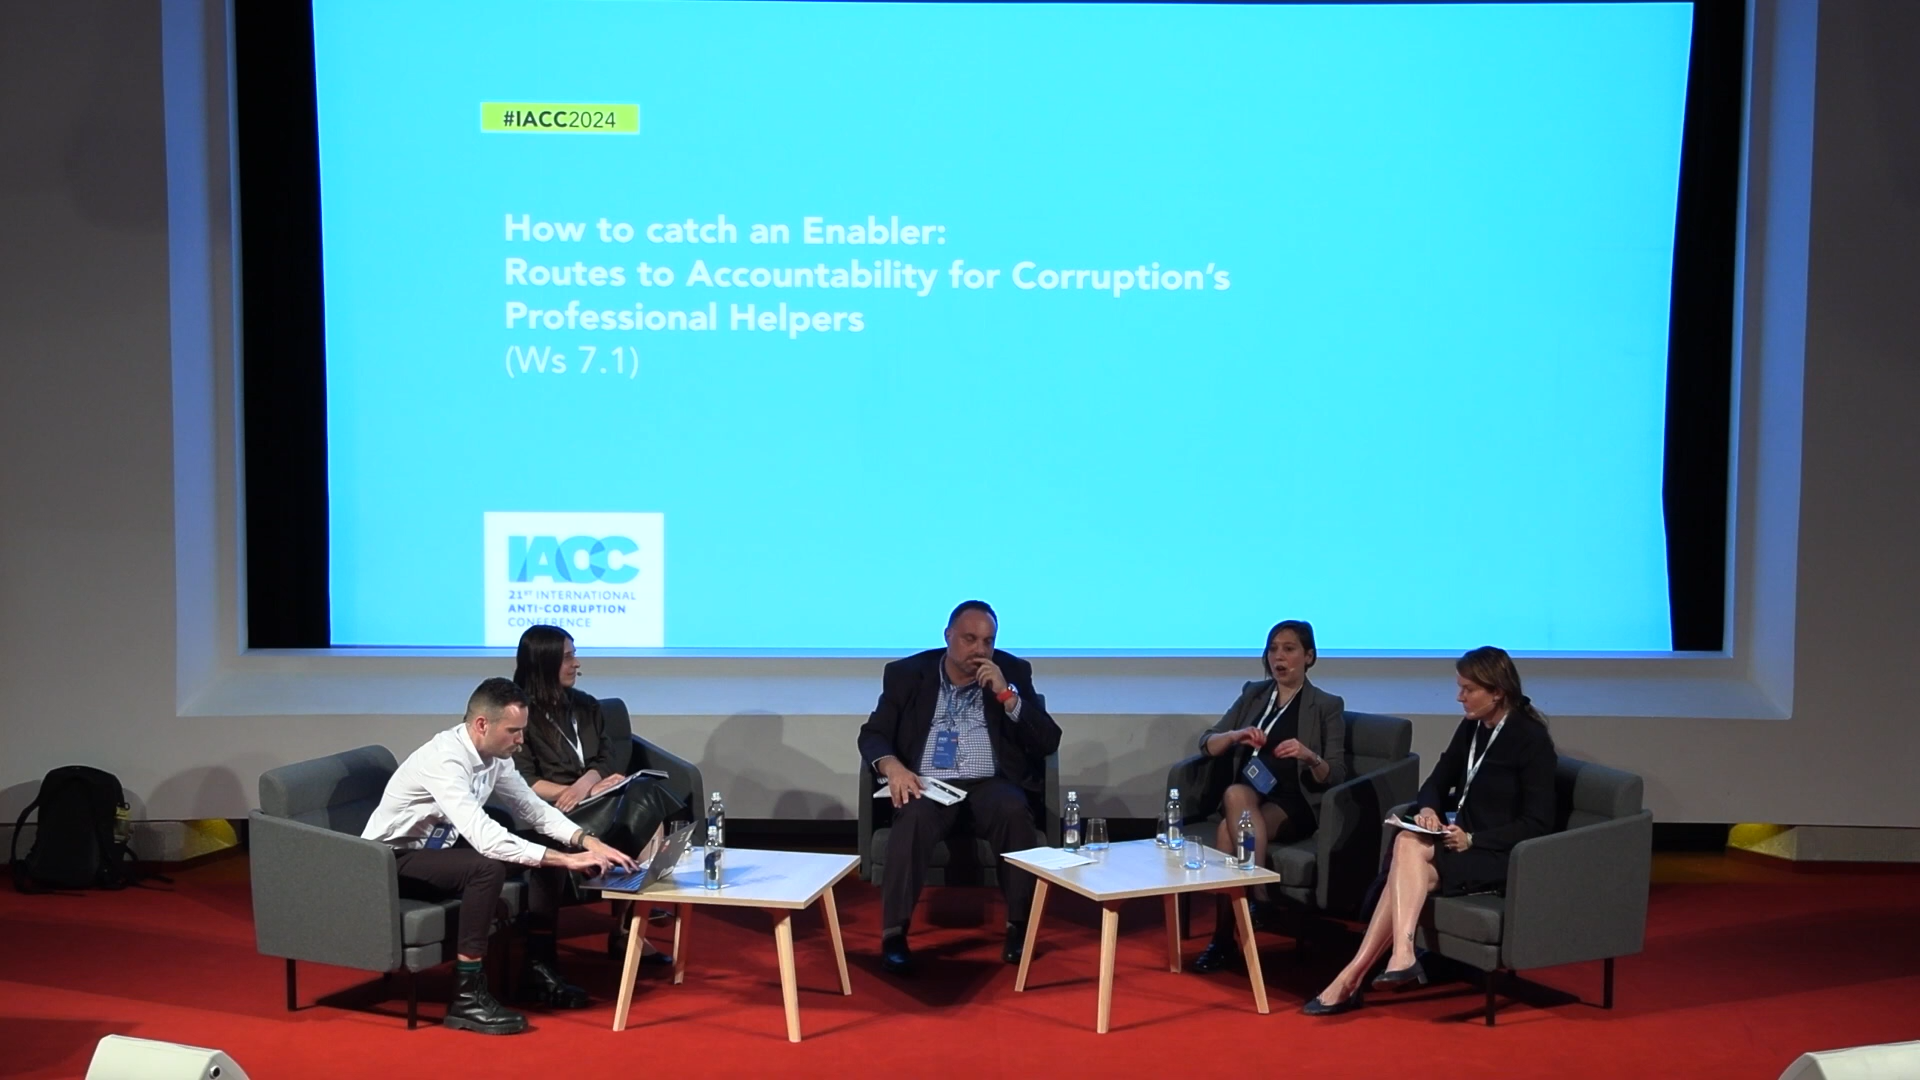 #IACC2024
How to catch an Enabler:
Routes to Accountability for Corruption's
Professional Helpers
(Ws 7.1)
IACC
21ST INTERNATIONAL
ANTI-CORRUPTION
CONFERENCE